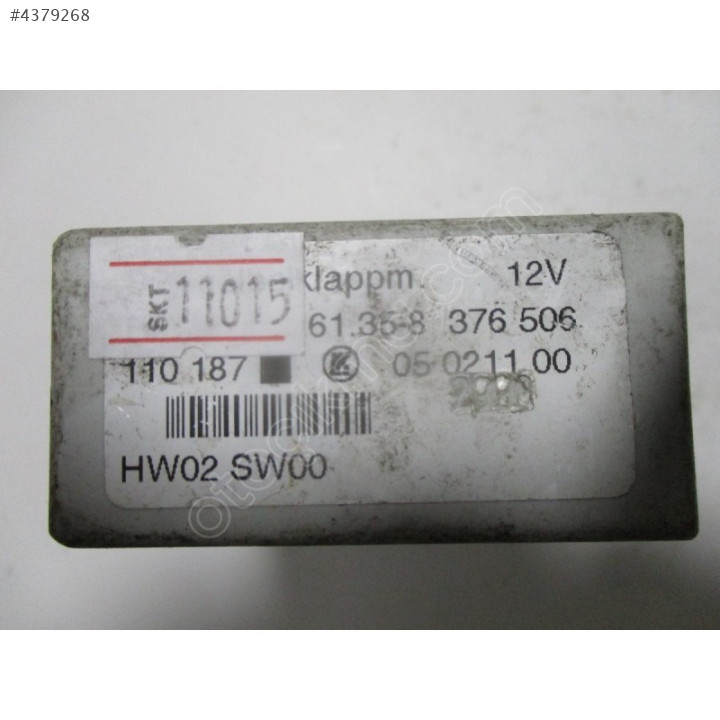 #4379268
klappm. 12V
SKT 11015
61.35-8 376 506
110 187 05 0211 00
HW02 SW00